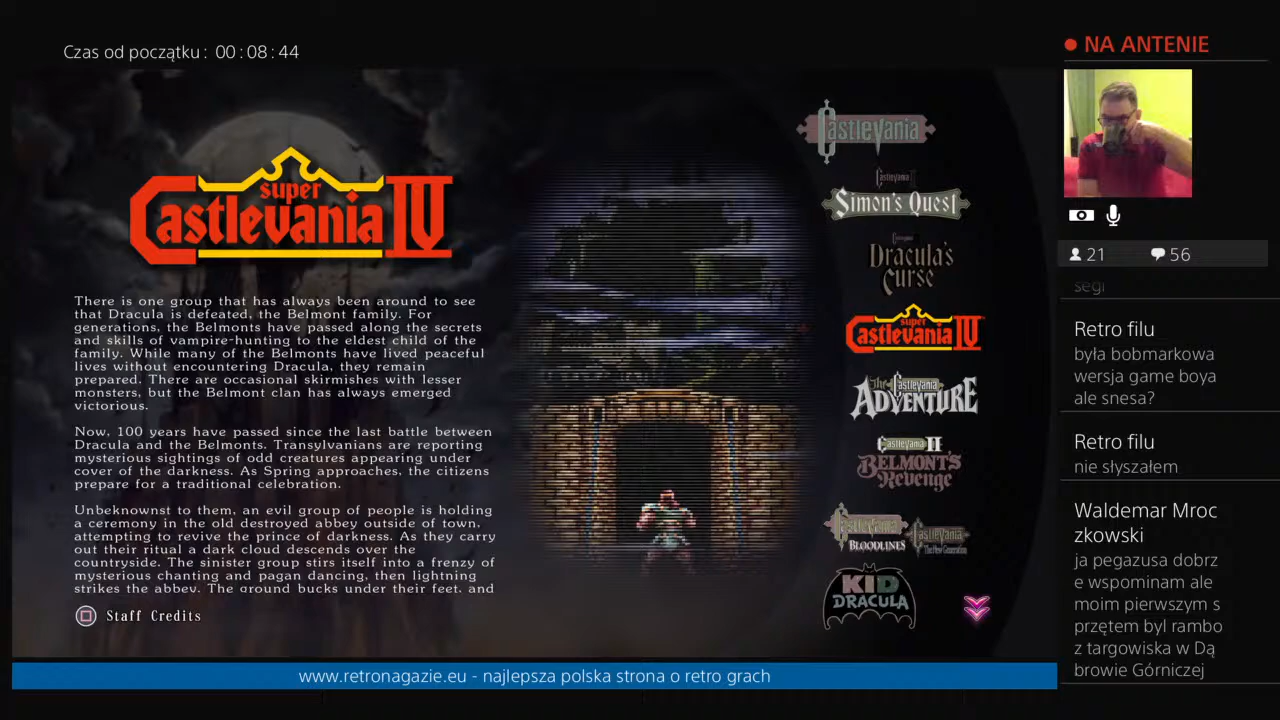 Czas od początku: 00:08:44
super
Castlevania IV
There is one group that has always been around to see
that Dracula is defeated, the Belmont family. For
generations, the Belmonts have passed along the secrets
and skills of vampire-hunting to the eldest child of the
family. While many of the Belmonts have lived peaceful
lives without encountering Dracula, they remain
prepared. There are occasional skirmishes with lesser
monsters, but the Belmont clan has always emerged
victorious.
Now, 100 years have passed since the last battle between
Dracula and the Belmonts. Transylvanians are reporting
mysterious sightings of odd creatures appearing under
cover of the darkness. As Spring approaches, the citizens
prepare for a traditional celebration.
Unbeknownst to them, an evil group of people is holding
a ceremony in the old destroyed abbey outside of town,
attempting to revive the prince of darkness. As they carry
out their ritual a dark cloud descends over the
countryside. The sinister group stirs itself into a frenzy of
mysterious chanting and pagan dancing, then lightning
strikes the abbey. The ground bucks under their feet, and
Staff Credits
Castlevania
Castlevania II
Simon's Quest
Dracula's
Curse
super
Castlevania IV
The Castlevania
ADVENTURE
Castlevania II
BELMONT'S
Revenge
Castlevania
BLOODLINES
Castlevania
The New Generation
KID
DRACULA
www.retronagazie.eu - najlepsza polska strona o retro grach
NA ANTENIE
21 56
segi
Retro filu
była bobmarkowa
wersja game boya
ale snesa?
Retro filu
nie słyszałem
Waldemar Mroc
zkowski
ja pegazusa dobrz
e wspominam ale
moim pierwszym s
przętem byl rambo
z targowiska w Dą
browie Górniczej